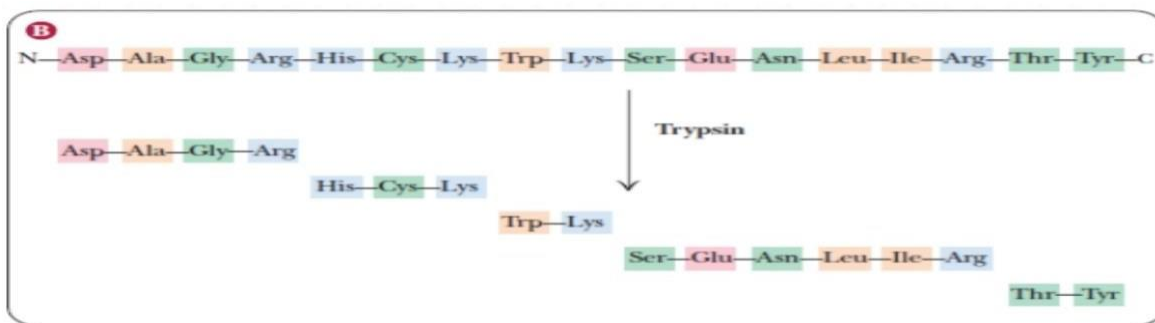 B
N—Asp—Ala—Gly—Arg—His—Cys—Lys—Trp—Lys—Ser—Glu—Asn—Leu—Ile—Arg—Thr—Tyr—C
Trypsin
Asp—Ala—Gly—Arg
His—Cys—Lys
Trp—Lys
Ser—Glu—Asn—Leu—Ile—Arg
Thr—Tyr